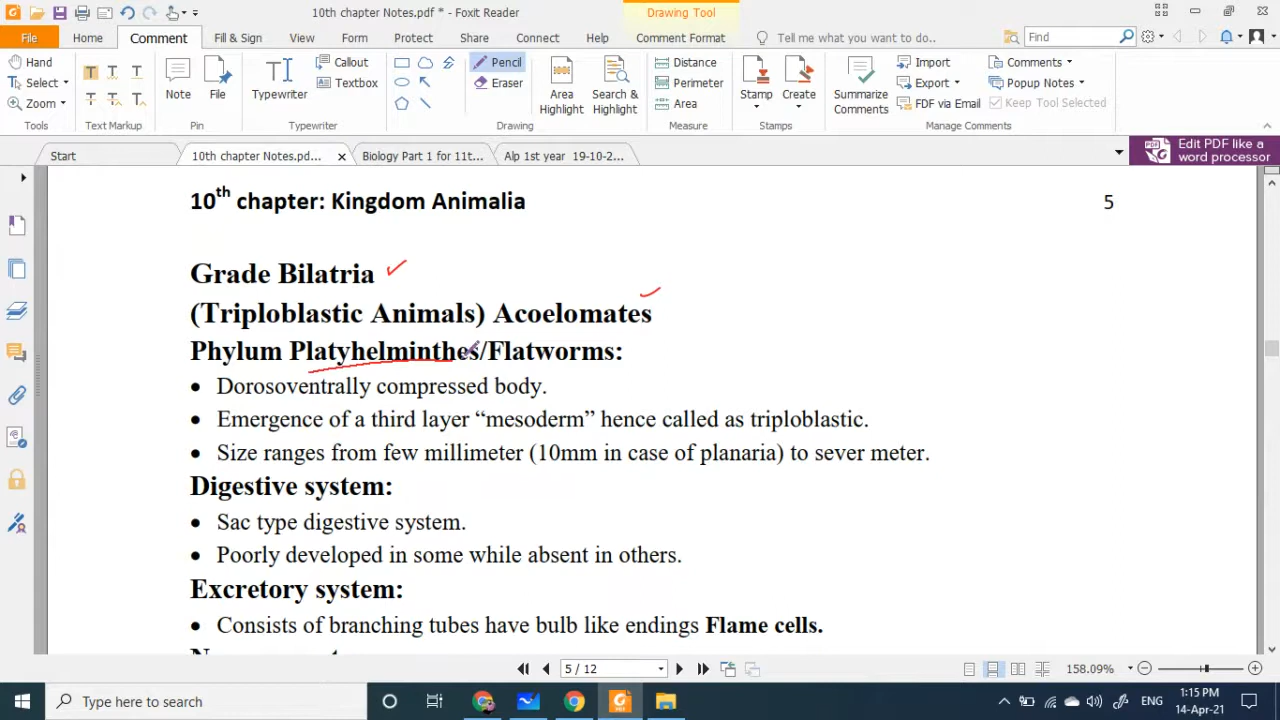 10th chapter Notes.pdf * - Foxit Reader
Drawing Tool
File Home Comment Fill & Sign View Form Protect Share Connect Help Comment Format Tell me what you want to do.. Find
Hand
Select
Zoom
Tools
Text Markup
Note
File
Pin
Typewriter
Callout
Textbox
Typewriter
Pencil
Eraser
Drawing
Area Highlight
Search & Highlight
Distance
Perimeter
Area
Measure
Stamp
Create
Stamps
Summarize Comments
Import
Export
FDF via Email
Comments
Popup Notes
Keep Tool Selected
Manage Comments
Start 10th chapter Notes.pd... Biology Part 1 for 11t... Alp 1st year 19-10-2...
Edit PDF like a
word processor
10th chapter: Kingdom Animalia 5
Grade Bilatria
(Triploblastic Animals) Acoelomates
Phylum Platyhelminthes/Flatworms:
• Dorosoventrally compressed body.
• Emergence of a third layer “mesoderm” hence called as triploblastic.
• Size ranges from few millimeter (10mm in case of planaria) to sever meter.
Digestive system:
• Sac type digestive system.
• Poorly developed in some while absent in others.
Excretory system:
• Consists of branching tubes have bulb like endings Flame cells.
5 / 12 158.09%
Type here to search
ENG
1:15 PM
14-Apr-21